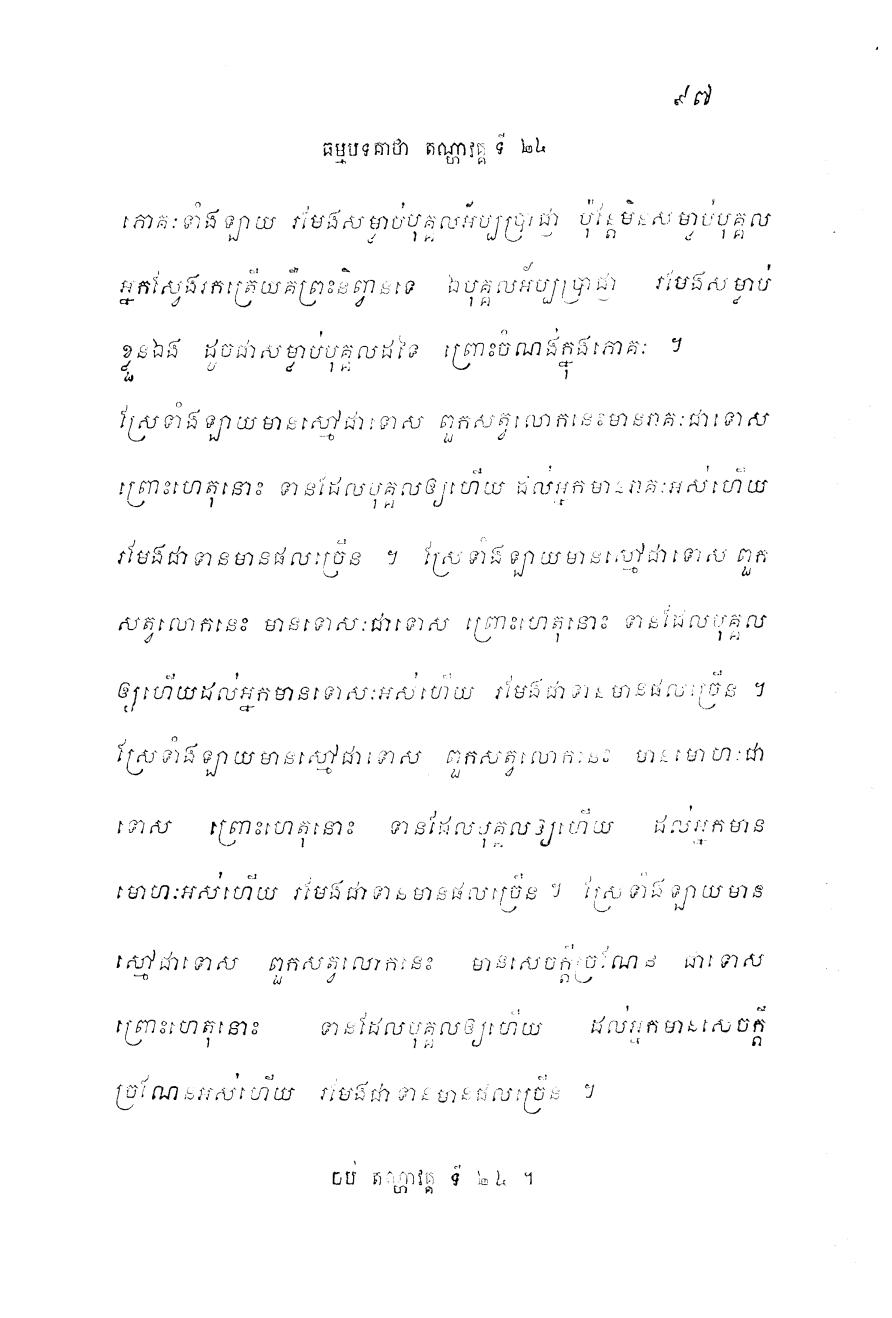 ៩៧
ធម្មបទគាថា តណ្ហាវគ្គ ទី ២៤
ភោគៈទាំងឡាយ រមែងសម្លាប់បុគ្គលអ័ប្បប្រាជ្ញា ប៉ុន្តែមិនសម្លាប់បុគ្គល
អ្នកស្វែងរកត្រើយគឺព្រះនិព្វានទេ ឯបុគ្គលអ័ប្បប្រាជ្ញា រមែងសម្លាប់
ខ្លួនឯង ដូចជាសម្លាប់បុគ្គលដទៃ ព្រោះចំណង់ក្នុងភោគៈ ។
ស្រែទាំងឡាយមានស្មៅជាទោស ពួកសត្វលោកនេះមានរាគៈជាទោស
ព្រោះហេតុនោះ ទានដែលបុគ្គលឲ្យហើយ ដល់អ្នកមានរាគៈអស់ហើយ
រមែងជាទានមានផលច្រើន ។ ស្រែទាំងឡាយមានស្មៅជាទោស ពួក
សត្វលោកនេះ មានទោសៈជាទោស ព្រោះហេតុនោះ ទានដែលបុគ្គល
ឲ្យហើយដល់អ្នកមានទោសៈអស់ហើយ រមែងជាទានមានផលច្រើន ។
ស្រែទាំងឡាយមានស្មៅជាទោស ពួកសត្វលោកនេះ មានមោហៈជា
ទោស ព្រោះហេតុនោះ ទានដែលបុគ្គលឲ្យហើយ ដល់អ្នកមាន
មោហៈអស់ហើយ រមែងជាទានមានផលច្រើន ។ ស្រែទាំងឡាយមាន
ស្មៅជាទោស ពួកសត្វលោកនេះ មានសេចក្តីច្រណែន ជាទោស
ព្រោះហេតុនោះ ទានដែលបុគ្គលឲ្យហើយ ដល់អ្នកមានសេចក្តី
ច្រណែនអស់ហើយ រមែងជាទានមានផលច្រើន ។
ចប់ តណ្ហាវគ្គ ទី ២៤ ។